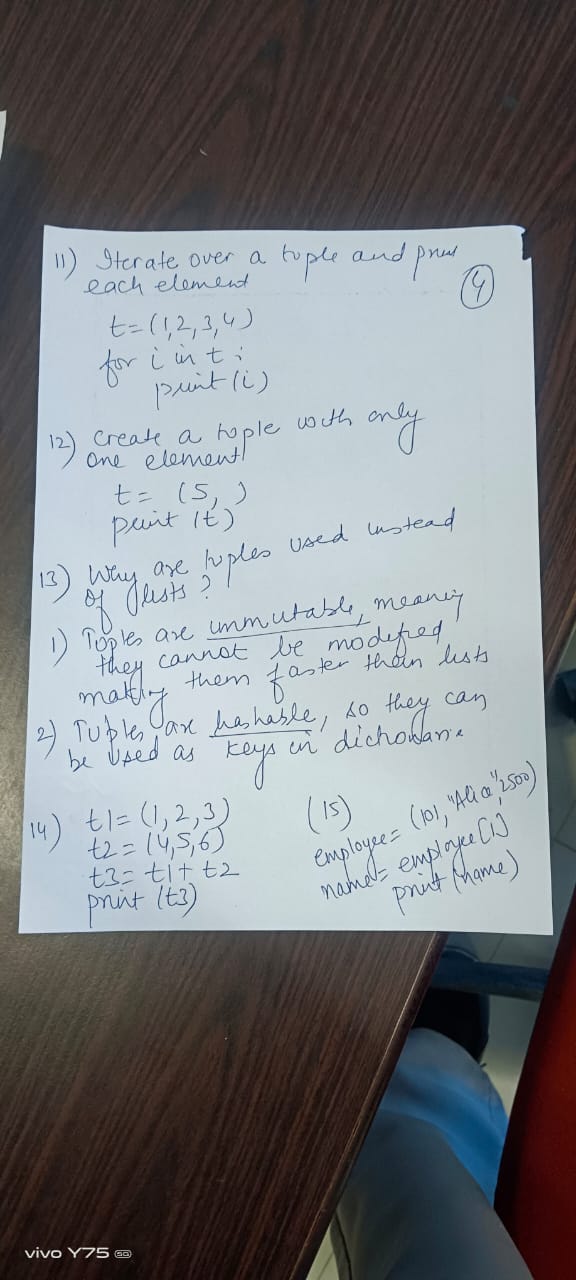 11) Iterate over a tuple and print
each element
(4)
t=(1,2,3,4)
for i in t:
print(i)
12) Create a tuple with only
One element
t= (5, )
print (t)
13) Why are tuples used instead
of lists?
1) Tuples are immutable, meaning
they cannot be modified,
making them faster than lists
2) Tuples are hashable, so they can
be used as keys in dictionarie
14) t1= (1,2,3)
t2= (4,5,6)
t3= t1+t2
print (t3)
(15)
employee= (101, "Alice", 2500)
name= employee[1]
print (name)
vivo Y75 5G